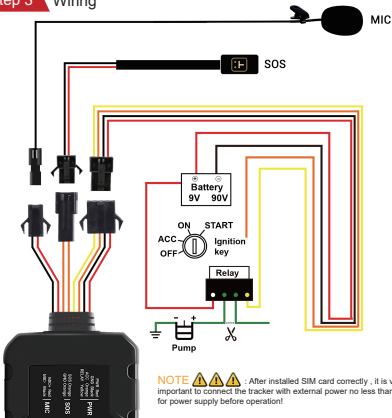 Step 3 Wiring
MIC
SOS
Battery
9V 90V
ON START
ACC
OFF
Ignition
key
Relay
- +
Pump
NOTE : After installed SIM card correctly , it is v
important to connect the tracker with external power no less than
for power supply before operation!
PWR
SOS
MIC